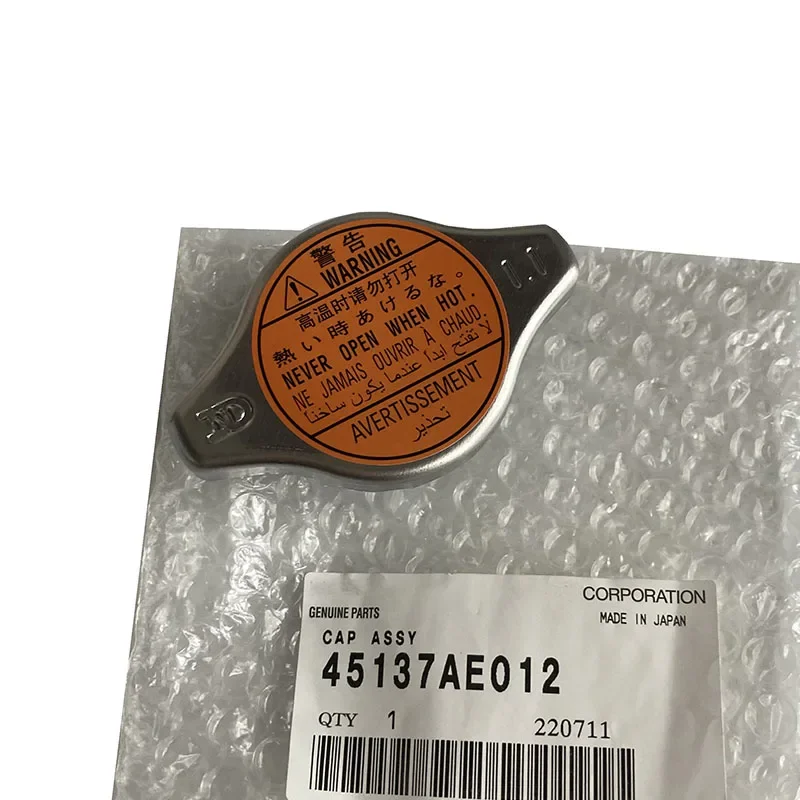 警告
WARNING
高温时请勿打开
熱い時あけるな。
NEVER OPEN WHEN HOT.
NE JAMAIS OUVRIR À CHAUD.
لا تفتح ابدا عندما يكون ساخنا
AVERTISSEMENT
تحذير
1.1
ND
CORPORATION
GENUINE PARTS
MADE IN JAPAN
CAP ASSY
45137AE012
QTY 1
220711